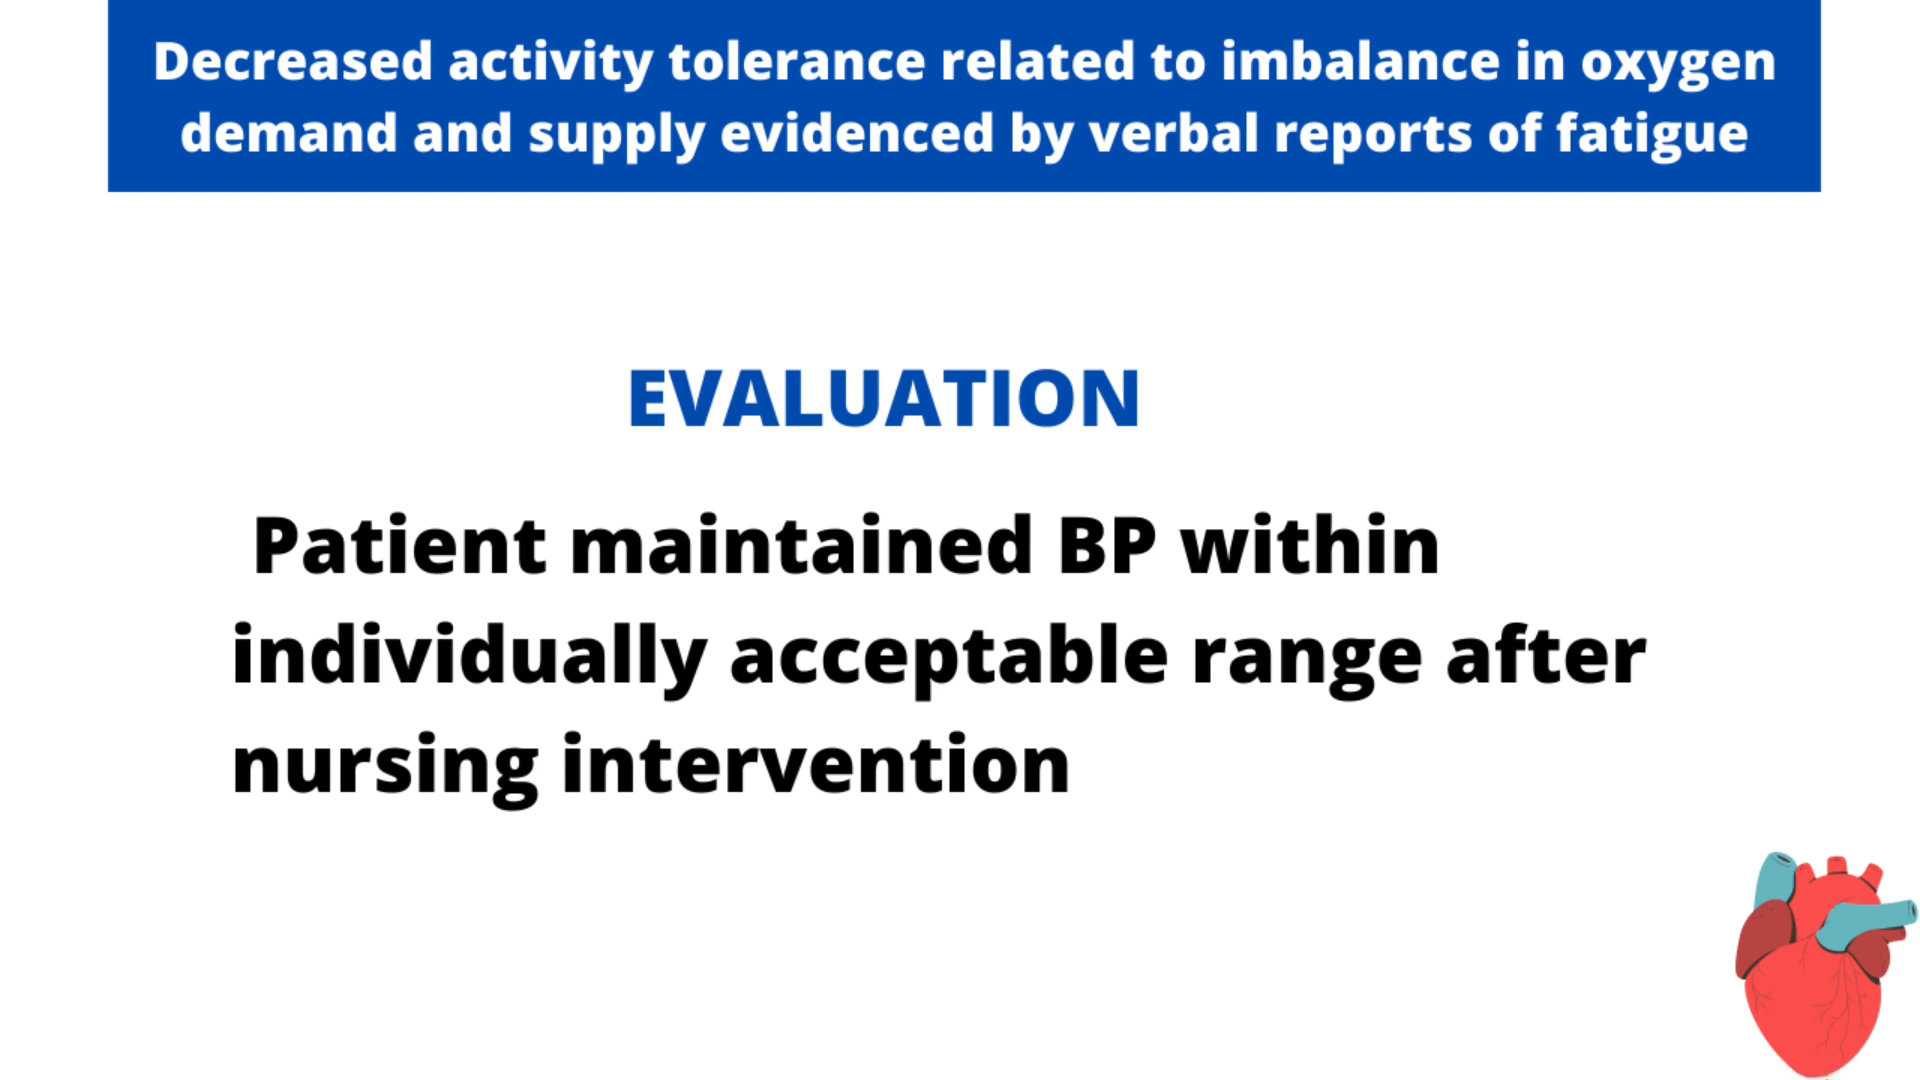 Decreased activity tolerance related to imbalance in oxygen
demand and supply evidenced by verbal reports of fatigue
EVALUATION
Patient maintained BP within
individually acceptable range after
nursing intervention